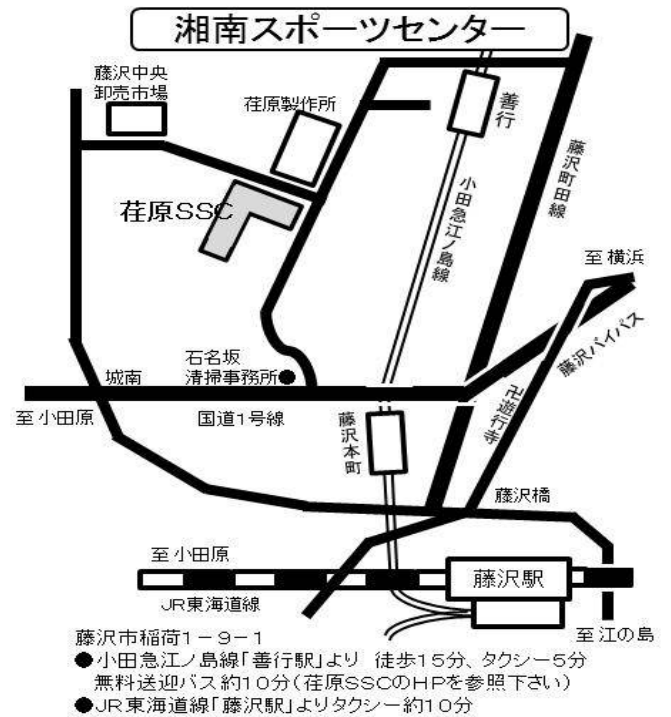 湘南スポーツセンター
藤沢中央
卸売市場
荏原製作所
善行
藤沢町田線
小田急江ノ島線
荏原SSC
至 横浜
藤沢バイパス
石名坂
清掃事務所
城南
至 小田原
国道1号線
藤沢本町
卍遊行寺
藤沢橋
至 小田原
藤沢駅
JR東海道線
至 江の島
藤沢市稲荷1-9-1
●小田急江ノ島線「善行駅」より 徒歩15分、タクシー5分
無料送迎バス約10分(荏原SSCのHPを参照下さい)
●JR東海道線「藤沢駅」よりタクシー約10分